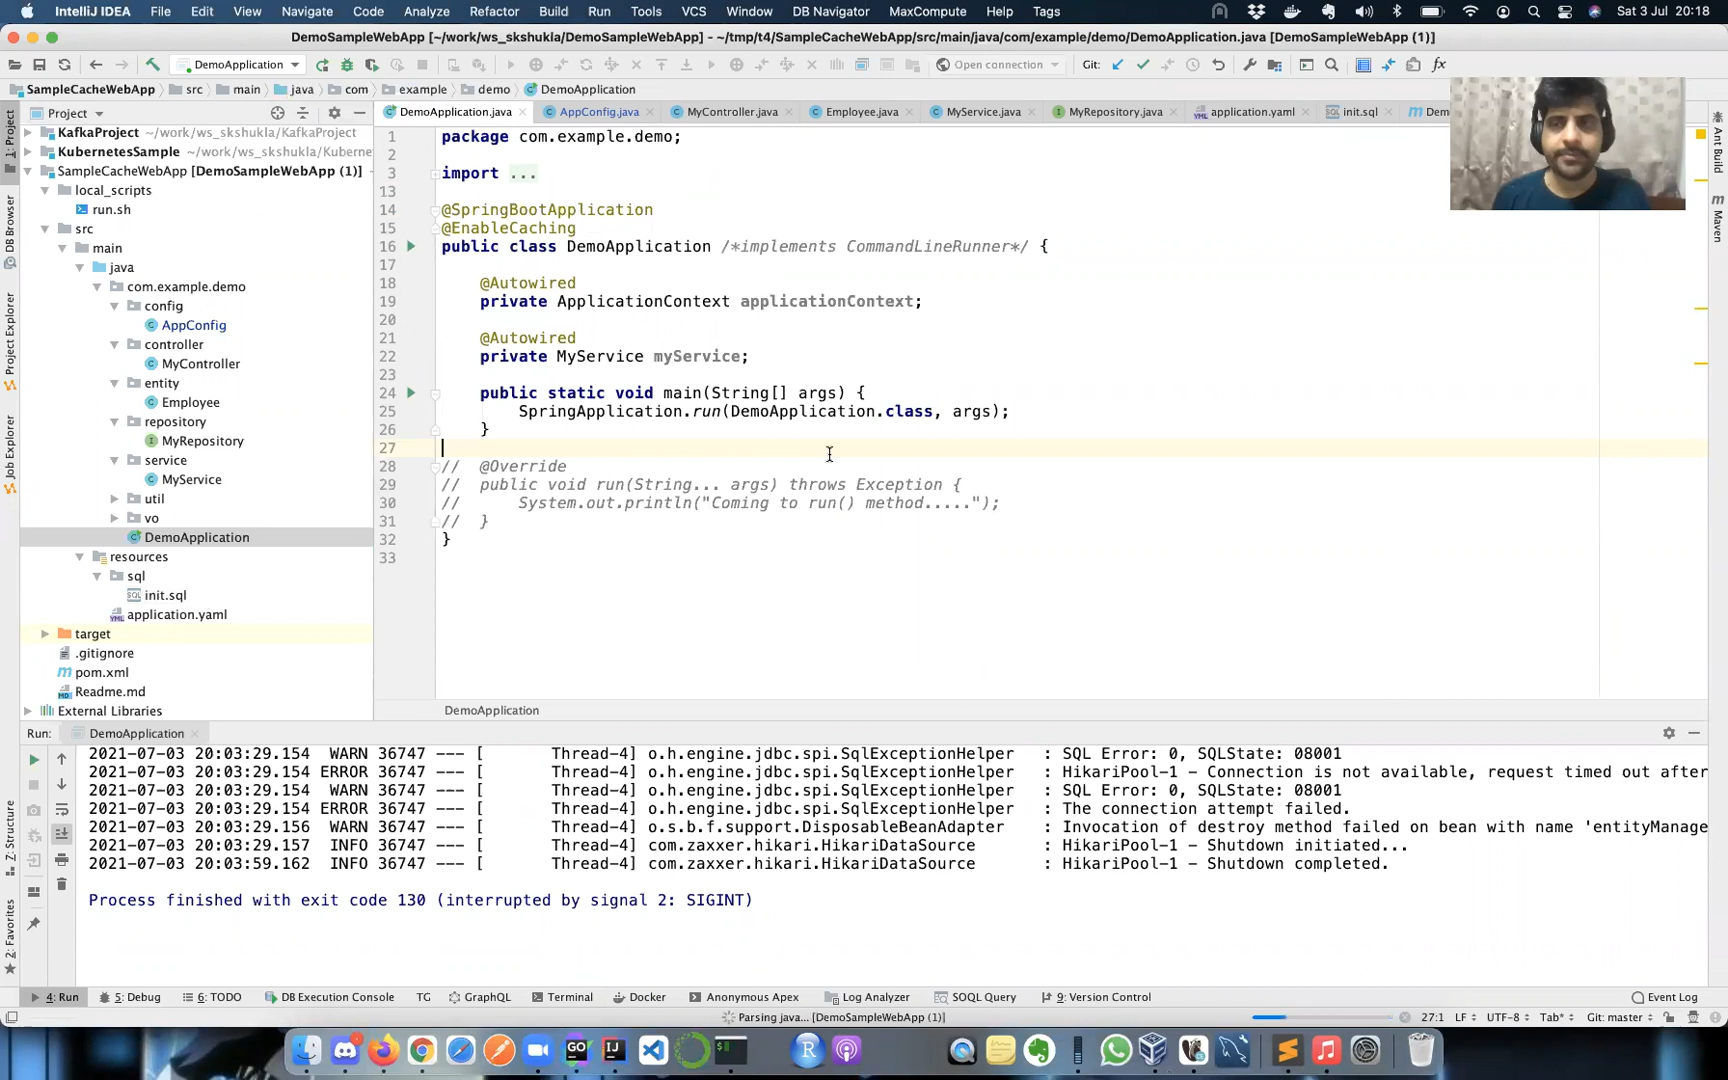 IntelliJ IDEA File Edit View Navigate Code Analyze Refactor Build Run Tools VCS Window DB Navigator MaxCompute Help Tags Sat 3 Jul 20:18
DemoSampleWebApp [~/work/ws_skshukla/DemoSampleWebApp] - ~/tmp/t4/SampleCacheWebApp/src/main/java/com/example/demo/DemoApplication.java [DemoSampleWebApp (1)]
DemoApplication Open connection Git:
SampleCacheWebApp src main java com example demo DemoApplication
Project DemoApplication.java AppConfig.java MyController.java Employee.java MyService.java MyRepository.java application.yaml init.sql Dem
1: Project
DB Browser
Project Explorer
Job Explorer
Z: Structure
2: Favorites
Ant Build
Maven
KafkaProject ~/work/ws_skshukla/KafkaProject
KubernetesSample ~/work/ws_skshukla/Kuberne
SampleCacheWebApp [DemoSampleWebApp (1)]
local_scripts
run.sh
src
main
java
com.example.demo
config
AppConfig
controller
MyController
entity
Employee
repository
MyRepository
service
MyService
util
vo
DemoApplication
resources
sql
init.sql
application.yaml
target
.gitignore
pom.xml
Readme.md
External Libraries
1 package com.example.demo;
2
3 import ...
13
14 @SpringBootApplication
15 @EnableCaching
16 public class DemoApplication /*implements CommandLineRunner*/ {
17
18 @Autowired
19 private ApplicationContext applicationContext;
20
21 @Autowired
22 private MyService myService;
23
24 public static void main(String[] args) {
25 SpringApplication.run(DemoApplication.class, args);
26 }
27
28 // @Override
29 // public void run(String... args) throws Exception {
30 // System.out.println("Coming to run() method.....");
31 // }
32 }
33
DemoApplication
Run: DemoApplication
2021-07-03 20:03:29.154 WARN 36747 --- [ Thread-4] o.h.engine.jdbc.spi.SqlExceptionHelper : SQL Error: 0, SQLState: 08001
2021-07-03 20:03:29.154 ERROR 36747 --- [ Thread-4] o.h.engine.jdbc.spi.SqlExceptionHelper : HikariPool-1 - Connection is not available, request timed out after
2021-07-03 20:03:29.154 WARN 36747 --- [ Thread-4] o.h.engine.jdbc.spi.SqlExceptionHelper : SQL Error: 0, SQLState: 08001
2021-07-03 20:03:29.154 ERROR 36747 --- [ Thread-4] o.h.engine.jdbc.spi.SqlExceptionHelper : The connection attempt failed.
2021-07-03 20:03:29.156 WARN 36747 --- [ Thread-4] o.s.b.f.support.DisposableBeanAdapter : Invocation of destroy method failed on bean with name 'entityManage
2021-07-03 20:03:29.157 INFO 36747 --- [ Thread-4] com.zaxxer.hikari.HikariDataSource : HikariPool-1 - Shutdown initiated...
2021-07-03 20:03:59.162 INFO 36747 --- [ Thread-4] com.zaxxer.hikari.HikariDataSource : HikariPool-1 - Shutdown completed.
Process finished with exit code 130 (interrupted by signal 2: SIGINT)
4: Run 5: Debug 6: TODO DB Execution Console TG GraphQL Terminal Docker Anonymous Apex Log Analyzer SOQL Query 9: Version Control Event Log
Parsing java... [DemoSampleWebApp (1)] 27:1 LF UTF-8 Tab* Git: master